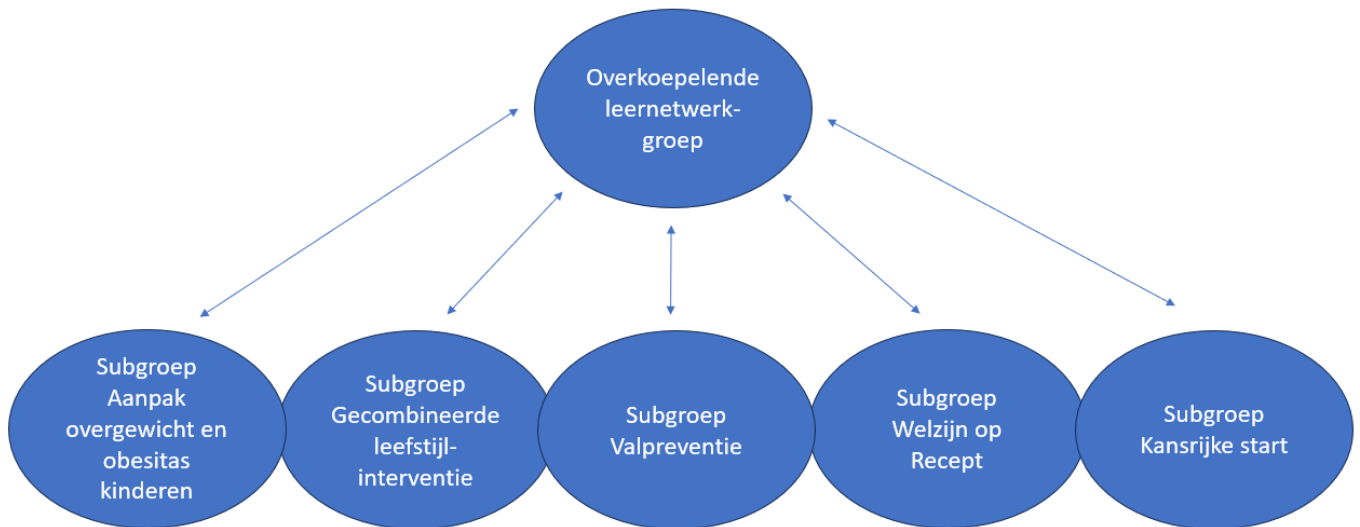 Overkoepelende
leernetwerk-
groep
Subgroep
Aanpak
overgewicht en
obesitas
kinderen
Subgroep
Gecombineerde
leefstijl-
interventie
Subgroep
Valpreventie
Subgroep
Welzijn op
Recept
Subgroep
Kansrijke start